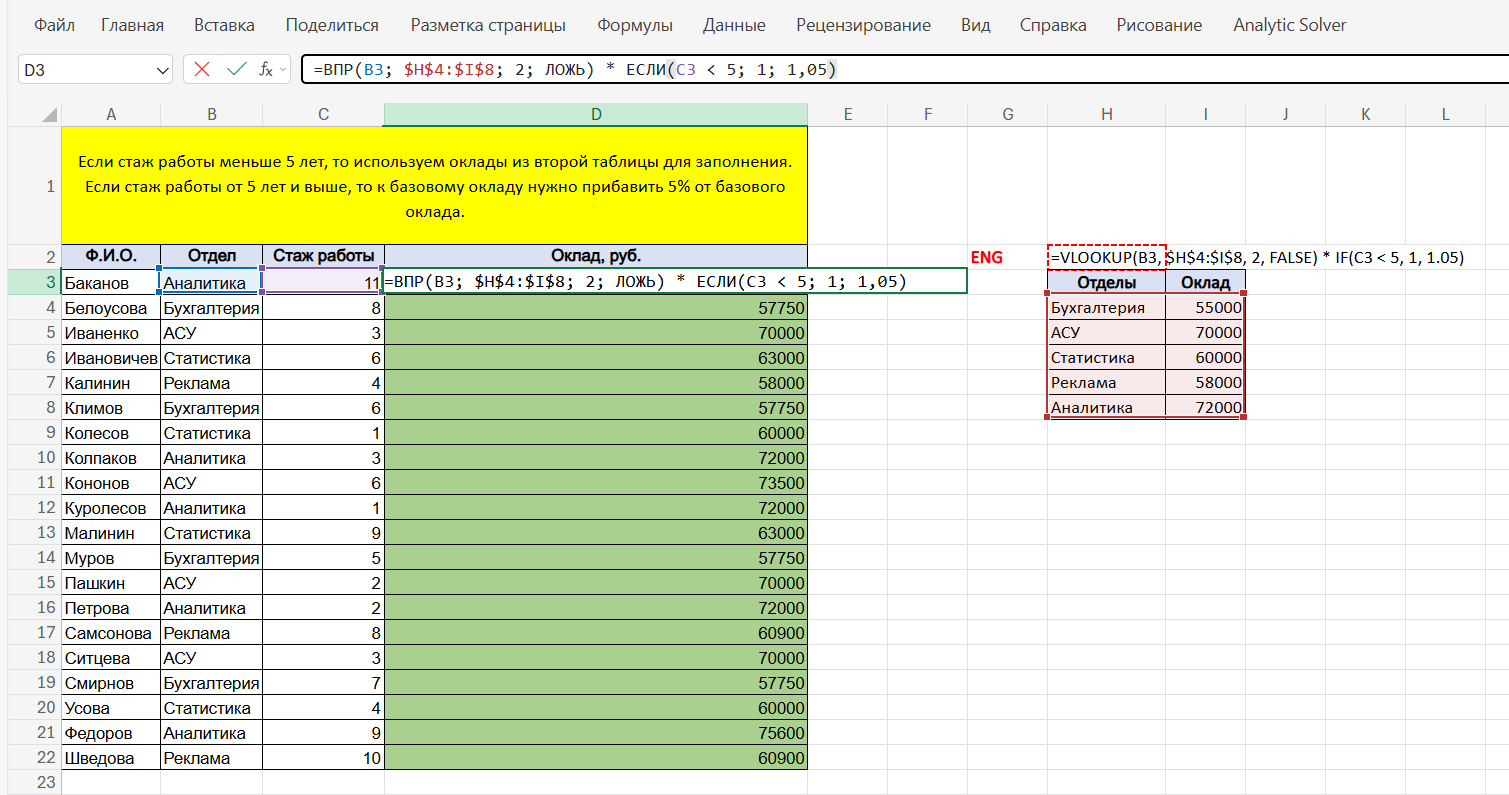 Файл Главная Вставка Поделиться Разметка страницы Формулы Данные Рецензирование Вид Справка Рисование Analytic Solver
D3 fx =ВПР(B3; $H$4:$I$8; 2; ЛОЖЬ) * ЕСЛИ(C3 < 5; 1; 1,05)
A B C D E F G H I J K L
1 Если стаж работы меньше 5 лет, то используем оклады из второй таблицы для заполнения.
Если стаж работы от 5 лет и выше, то к базовому окладу нужно прибавить 5% от базового
оклада.
2 Ф.И.О. Отдел Стаж работы Оклад, руб. ENG =VLOOKUP(B3, $H$4:$I$8, 2, FALSE) * IF(C3 < 5, 1, 1.05)
3 Баканов Аналитика 11 =ВПР(B3; $H$4:$I$8; 2; ЛОЖЬ) * ЕСЛИ(C3 < 5; 1; 1,05) Отделы Оклад
4 Белоусова Бухгалтерия 8 57750 Бухгалтерия 55000
5 Иваненко АСУ 3 70000 АСУ 70000
6 Ивановичев Статистика 6 63000 Статистика 60000
7 Калинин Реклама 4 58000 Реклама 58000
8 Климов Бухгалтерия 6 57750 Аналитика 72000
9 Колесов Статистика 1 60000
10 Колпаков Аналитика 3 72000
11 Кононов АСУ 6 73500
12 Куролесов Аналитика 1 72000
13 Малинин Статистика 9 63000
14 Муров Бухгалтерия 5 57750
15 Пашкин АСУ 2 70000
16 Петрова Аналитика 2 72000
17 Самсонова Реклама 8 60900
18 Ситцева АСУ 3 70000
19 Смирнов Бухгалтерия 7 57750
20 Усова Статистика 4 60000
21 Федоров Аналитика 9 75600
22 Шведова Реклама 10 60900
23